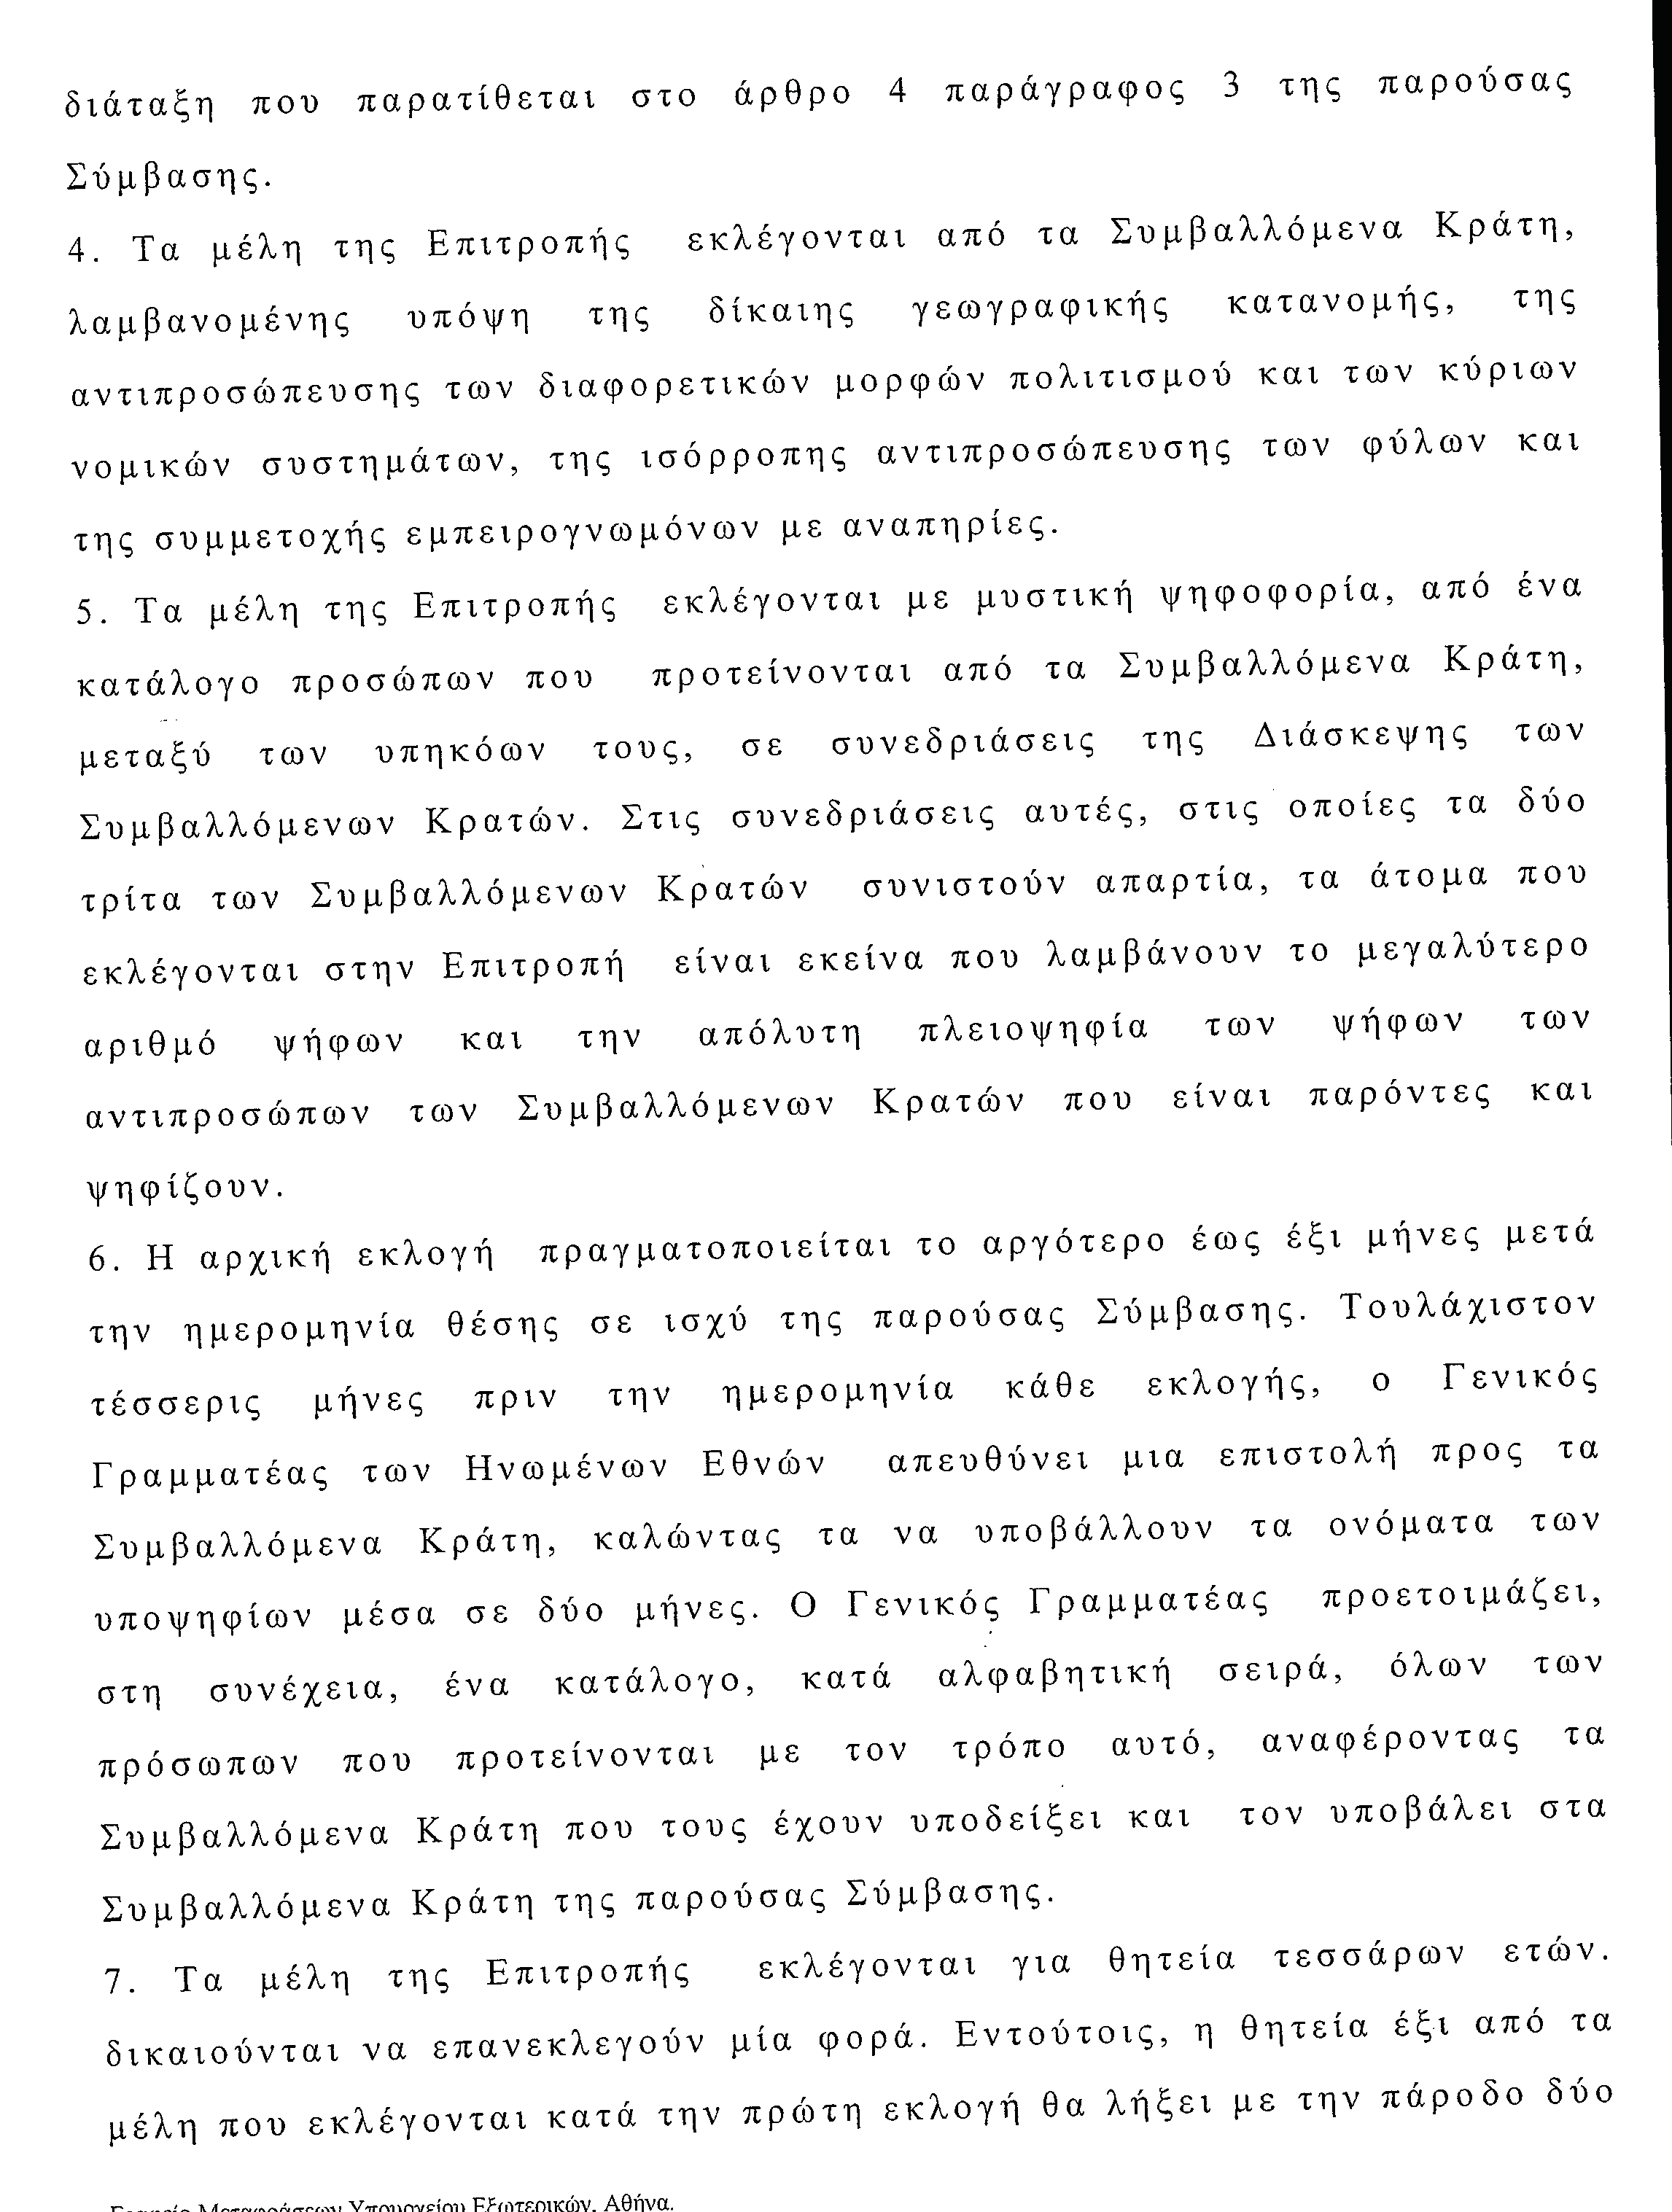 διάταξη που παρατίθεται στο άρθρο 4 παράγραφος 3 της παρούσας
Σύμβασης.
4. Τα μέλη της Επιτροπής εκλέγονται από τα Συμβαλλόμενα Κράτη,
λαμβανομένης υπόψη της δίκαιης γεωγραφικής κατανομής, της
αντιπροσώπευσης των διαφορετικών μορφών πολιτισμού και των κύριων
νομικών συστημάτων, της ισόρροπης αντιπροσώπευσης των φύλων και
της συμμετοχής εμπειρογνωμόνων με αναπηρίες.
5. Τα μέλη της Επιτροπής εκλέγονται με μυστική ψηφοφορία, από ένα
κατάλογο προσώπων που προτείνονται από τα Συμβαλλόμενα Κράτη,
μεταξύ των υπηκόων τους, σε συνεδριάσεις της Διάσκεψης των
Συμβαλλόμενων Κρατών. Στις συνεδριάσεις αυτές, στις οποίες τα δύο
τρίτα των Συμβαλλόμενων Κρατών συνιστούν απαρτία, τα άτομα που
εκλέγονται στην Επιτροπή είναι εκείνα που λαμβάνουν το μεγαλύτερο
αριθμό ψήφων και την απόλυτη πλειοψηφία των ψήφων των
αντιπροσώπων των Συμβαλλόμενων Κρατών που είναι παρόντες και
ψηφίζουν.
6. Η αρχική εκλογή πραγματοποιείται το αργότερο έως έξι μήνες μετά
την ημερομηνία θέσης σε ισχύ της παρούσας Σύμβασης. Τουλάχιστον
τέσσερις μήνες πριν την ημερομηνία κάθε εκλογής, ο Γενικός
Γραμματέας των Ηνωμένων Εθνών απευθύνει μια επιστολή προς τα
Συμβαλλόμενα Κράτη, καλώντας τα να υποβάλλουν τα ονόματα των
υποψηφίων μέσα σε δύο μήνες. Ο Γενικός Γραμματέας προετοιμάζει,
στη συνέχεια, ένα κατάλογο, κατά αλφαβητική σειρά, όλων των
πρόσωπων που προτείνονται με τον τρόπο αυτό, αναφέροντας τα
Συμβαλλόμενα Κράτη που τους έχουν υποδείξει και τον υποβάλει στα
Συμβαλλόμενα Κράτη της παρούσας Σύμβασης.
7. Τα μέλη της Επιτροπής εκλέγονται για θητεία τεσσάρων ετών.
δικαιούνται να επανεκλεγούν μία φορά. Εντούτοις, η θητεία έξι από τα
μέλη που εκλέγονται κατά την πρώτη εκλογή θα λήξει με την πάροδο δύο
Γραφείο Μεταφράσεων Υπουργείου Εξωτερικών, Αθήνα.